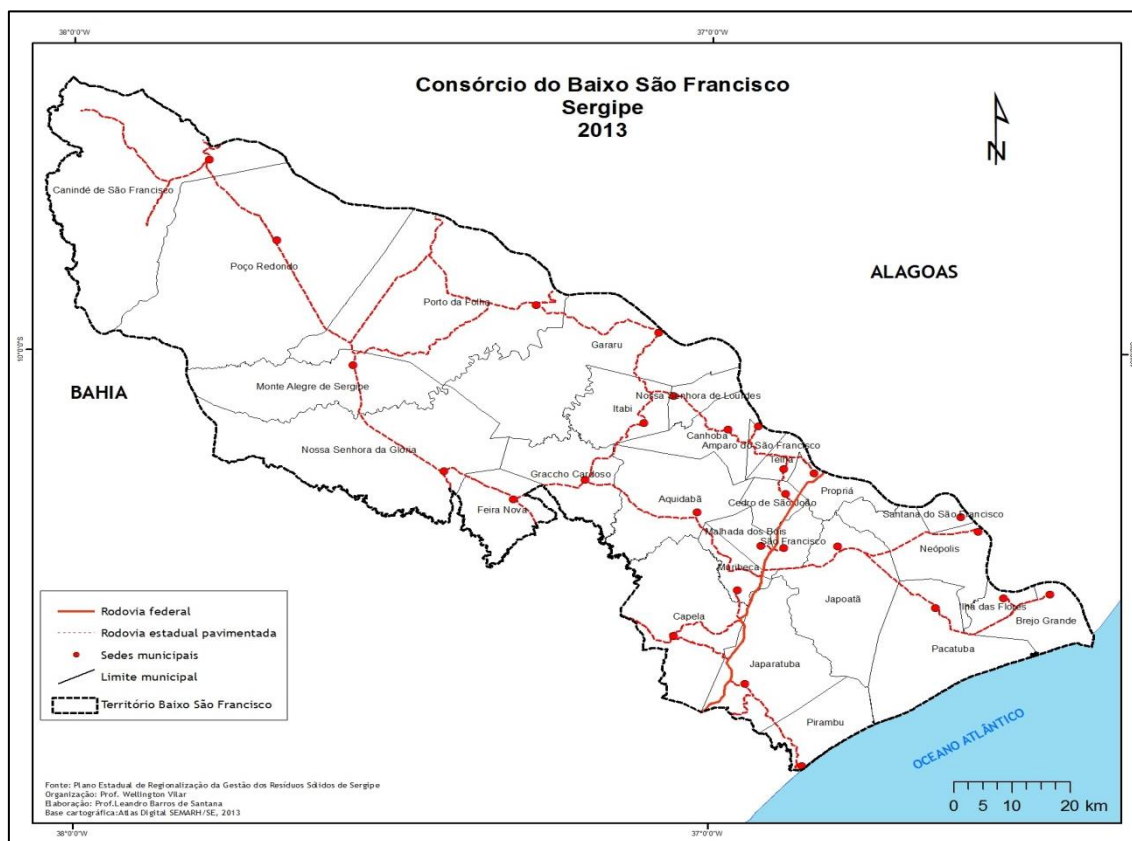 38°0'0"W
37°0'0"W
Consórcio do Baixo São Francisco
Sergipe
2013
N
Canindé de São Francisco
Poço Redondo
ALAGOAS
Porto da Folha
10°0'0"S
Gararu
BAHIA
Monte Alegre de Sergipe
Nossa Senhora de Lourdes
Itabi
Canhoba
Amparo do São Francisco
Nossa Senhora da Glória
Telha
Graccho Cardoso
Propriá
Aquidabã
Cedro de São João
Feira Nova
Santana do São Francisco
Malhada dos Bois
São Francisco
Neópolis
Muribeca
Japoatã
Ilha das Flores
Capela
Brejo Grande
Pacatuba
Japaratuba
Pirambu
OCEANO ATLÂNTICO
Rodovia federal
Rodovia estadual pavimentada
Sedes municipais
Limite municipal
Território Baixo São Francisco
Fonte: Plano Estadual de Regionalização da Gestão dos Resíduos Sólidos de Sergipe
Organização: Prof. Wellington Vilar
Elaboração: Prof.Leandro Barros de Santana
Base cartográfica:Atlas Digital SEMARH/SE, 2013
0 5 10 20 km
38°0'0"W
37°0'0"W